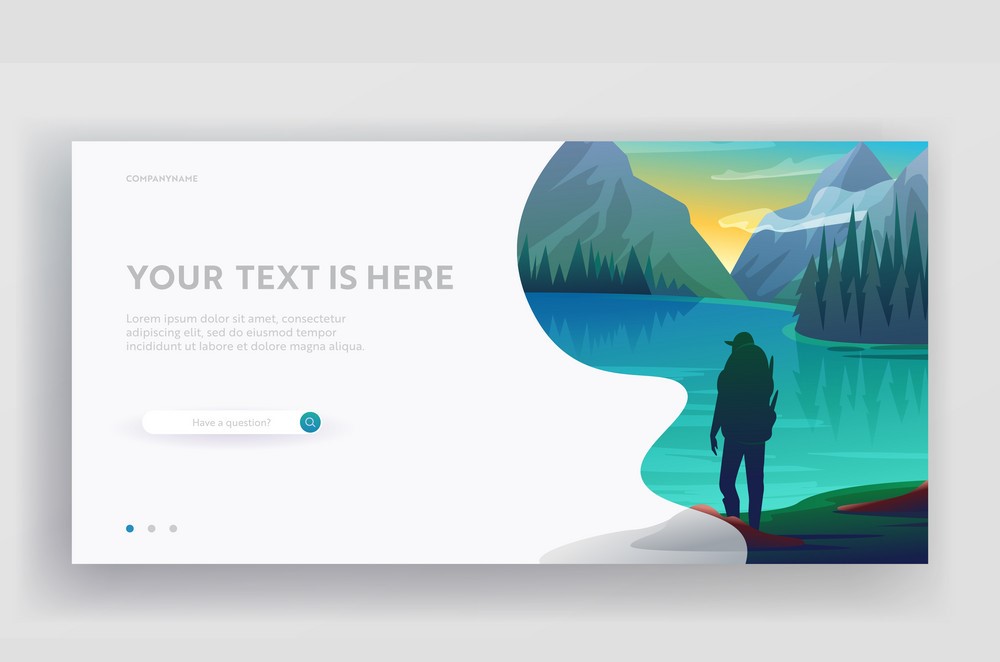 COMPANYNAME
YOUR TEXT IS HERE
Lorem ipsum dolor sit amet, consectetur
adipiscing elit, sed do eiusmod tempor
incididunt ut labore et dolore magna aliqua.
Have a question?